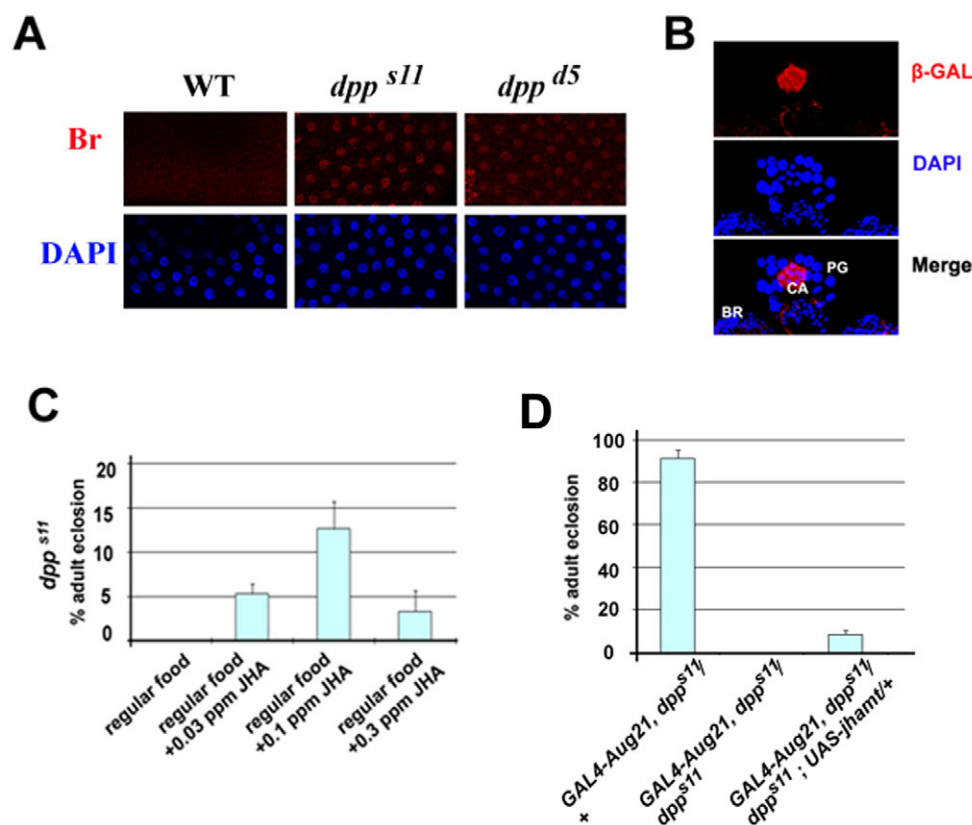 A
WT dpp s11 dpp d5
Br
DAPI
B
β-GAL
DAPI
Merge
PG
CA
BR
C
dpp s11
% adult eclosion
20
15
10
5
0
regular food
regular food
+0.03 ppm JHA
regular food
+0.1 ppm JHA
regular food
+0.3 ppm JHA
D
% adult eclosion
100
80
60
40
20
0
GAL4-Aug21, dpp s11/
+
GAL4-Aug21, dpp s11/
dpp s11
GAL4-Aug21, dpp s11/
dpp s11 ; UAS-jhamt/+